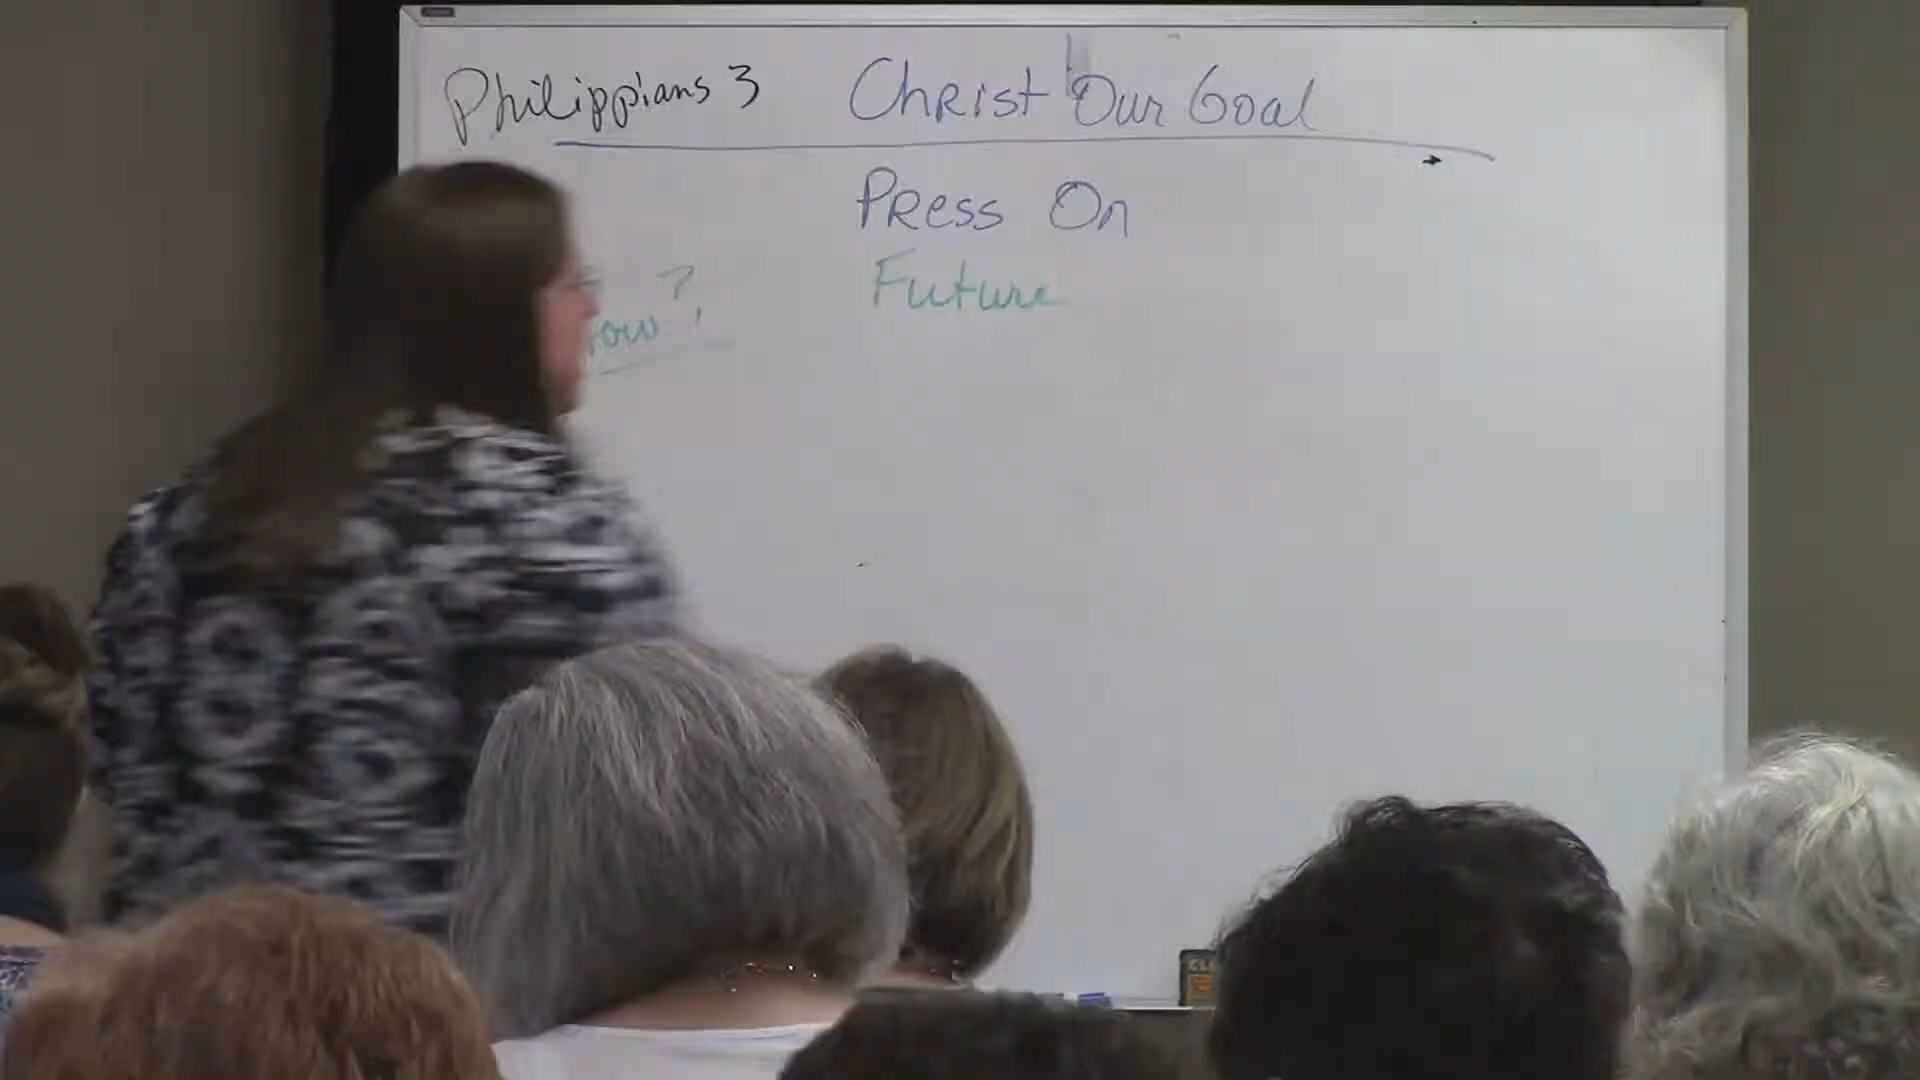 Philippians 3 Christ Our Goal
Press On
Future
?
?